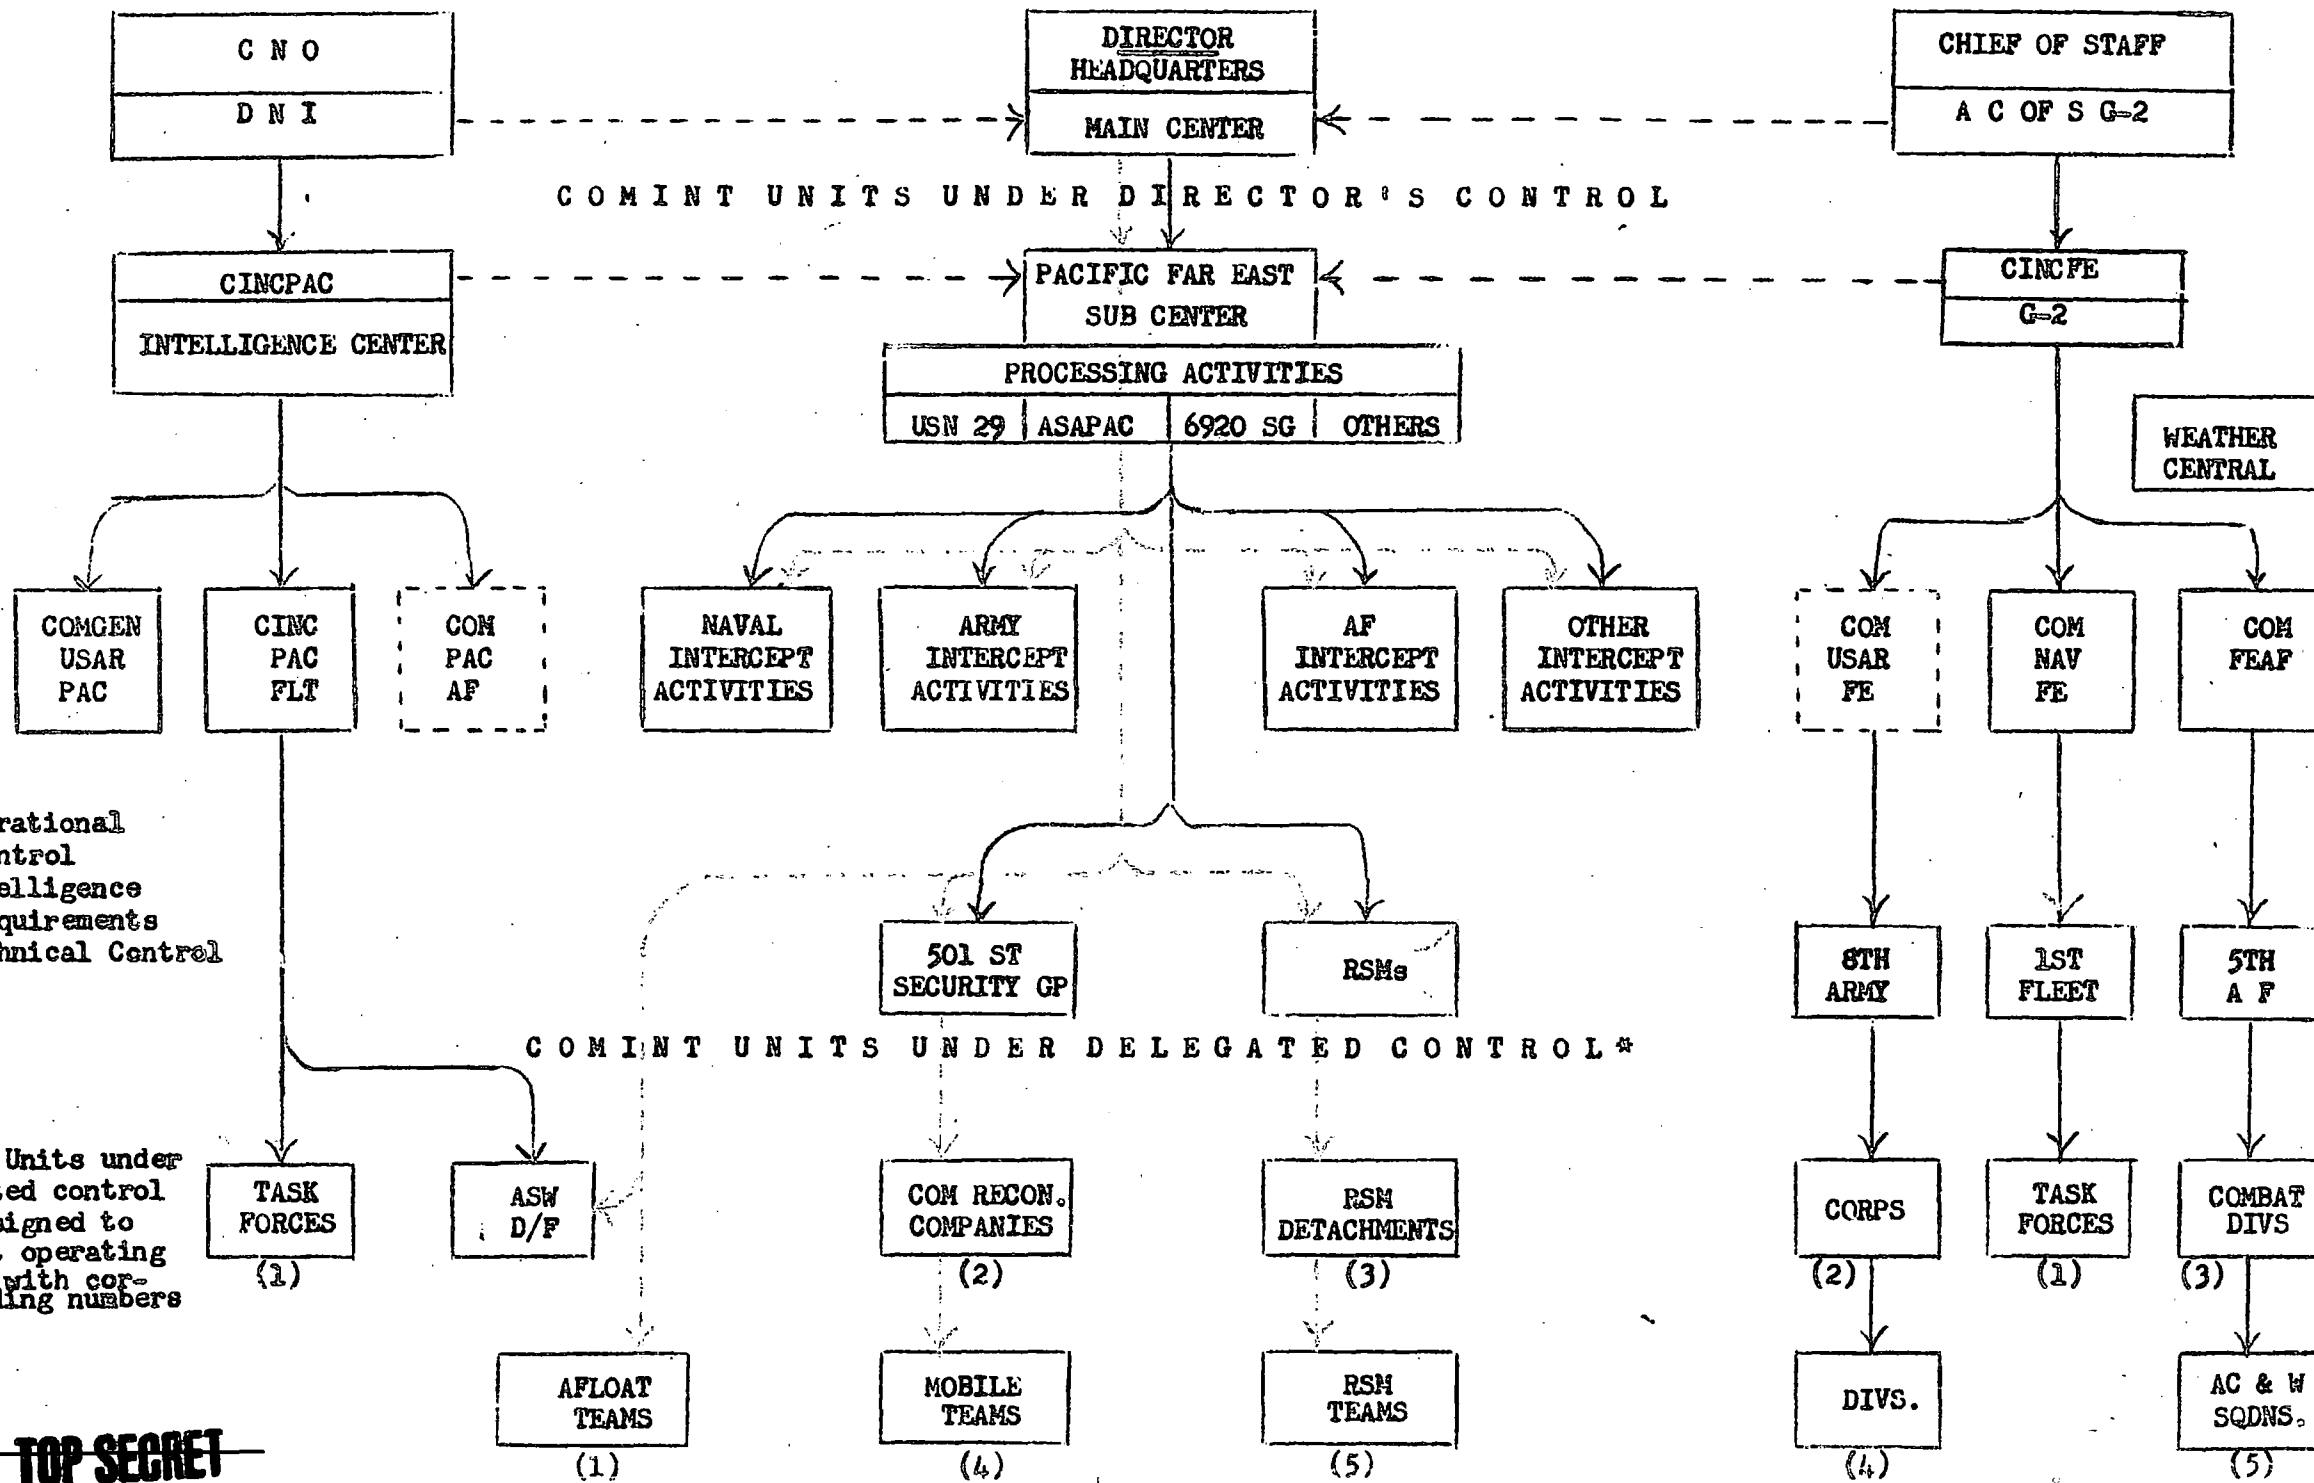 C N O
D N I
DIRECTOR
HEADQUARTERS
MAIN CENTER
CHIEF OF STAFF
A C OF S G-2
COMINT UNITS UNDER DIRECTOR'S CONTROL
CINCPAC
INTELLIGENCE CENTER
PACIFIC FAR EAST
SUB CENTER
PROCESSING ACTIVITIES
USN 29
ASAPAC
6920 SG
OTHERS
CINCFE
G-2
WEATHER
CENTRAL
COMGEN
USAR
PAC
CINC
PAC
FLT
COM
PAC
AF
NAVAL
INTERCEPT
ACTIVITIES
ARMY
INTERCEPT
ACTIVITIES
AF
INTERCEPT
ACTIVITIES
OTHER
INTERCEPT
ACTIVITIES
COM
USAR
FE
COM
NAV
FE
COM
FEAF
rational
ntrol
elligence
quirements
hnical Control
501 ST
SECURITY GP
RSMs
8TH
ARMY
1ST
FLEET
5TH
A F
COMINT UNITS UNDER DELEGATED CONTROL*
Units under
ted control
signed to
operating
with cor-
ding numbers
TASK
FORCES
(1)
ASW
D/F
COM RECON.
COMPANIES
(2)
RSM
DETACHMENTS
(3)
CORPS
(2)
TASK
FORCES
(1)
COMBAT
DIVS
(3)
AFLOAT
TEAMS
(1)
MOBILE
TEAMS
(4)
RSM
TEAMS
(5)
DIVS.
(4)
AC & W
SQDNS.
(5)
TOP SECRET